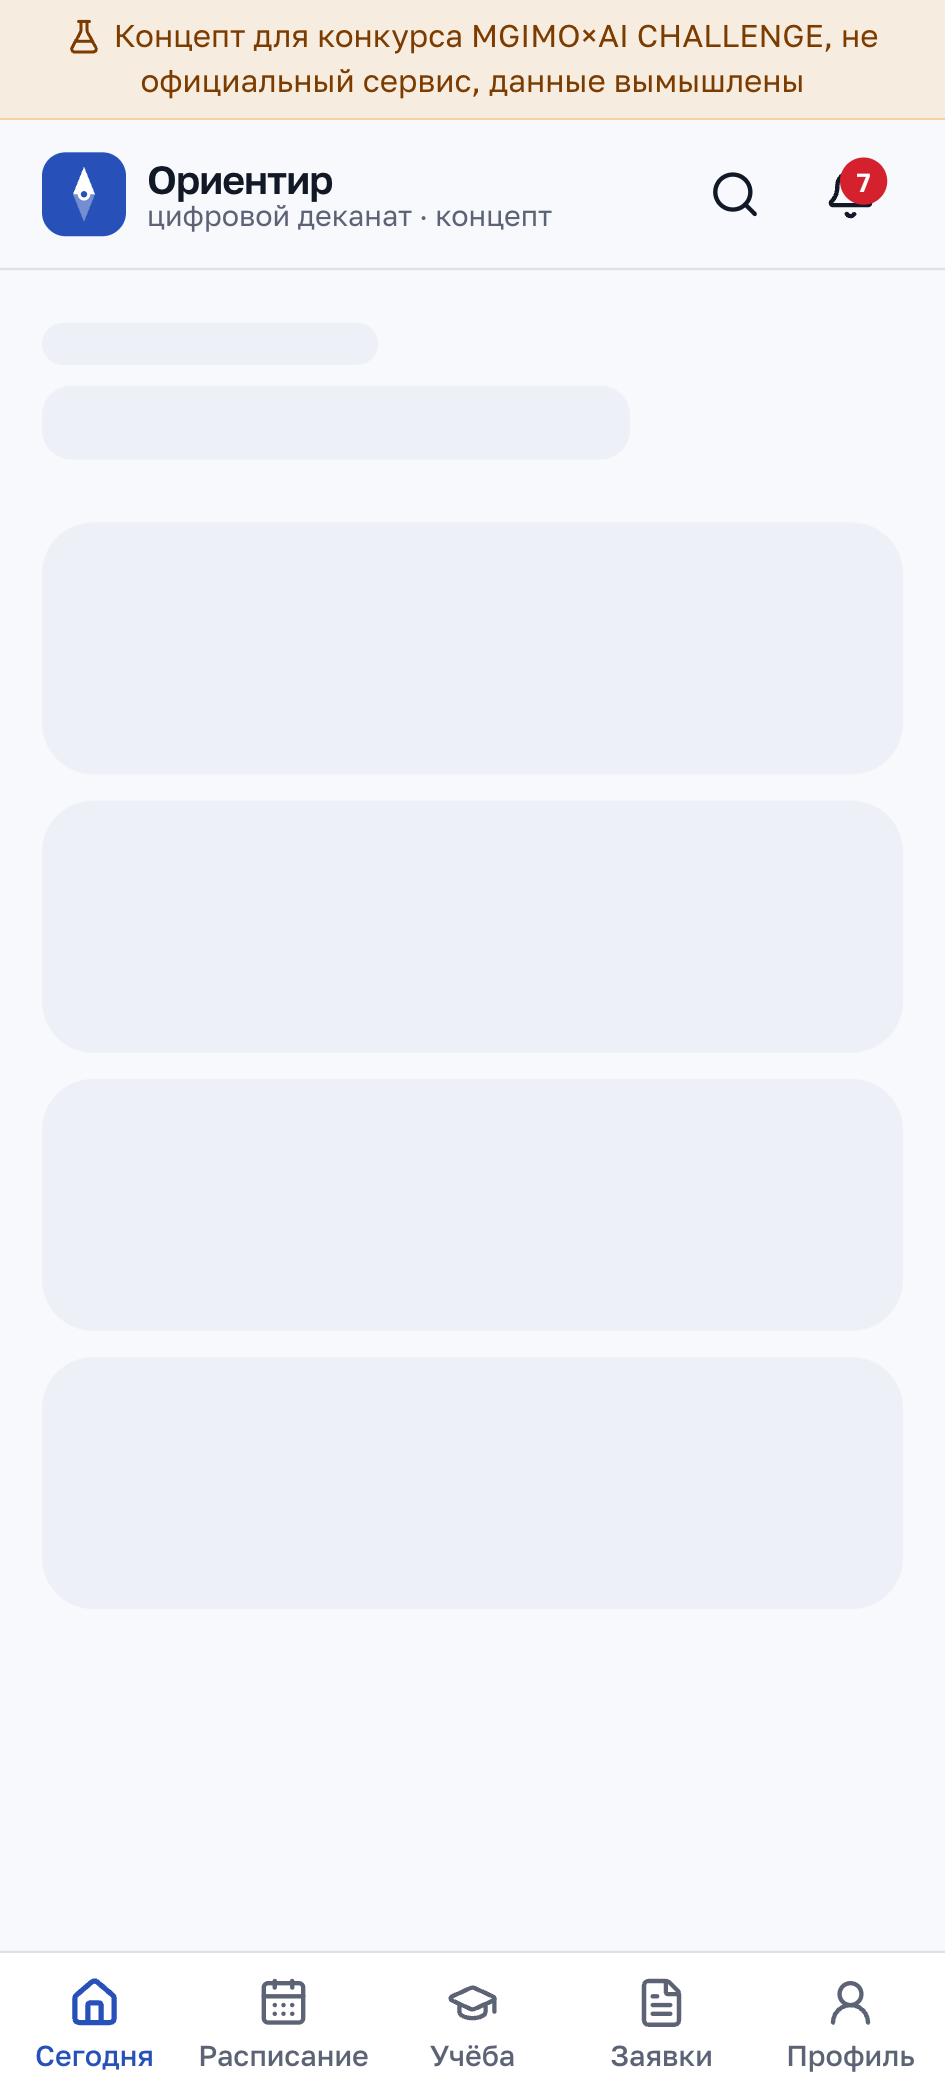 Концепт для конкурса MGIMO×AI CHALLENGE, не
официальный сервис, данные вымышлены
Ориентир
7
цифровой деканат · концепт
Сегодня
Расписание
Учёба
Заявки
Профиль